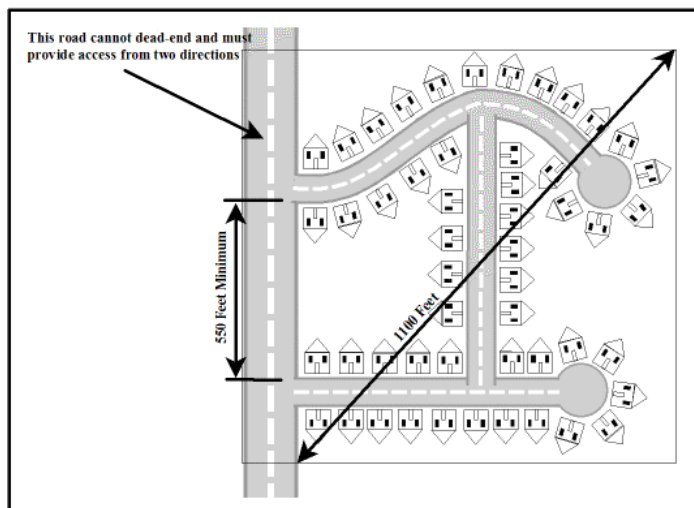 This road cannot dead-end and must
provide access from two directions
550 Feet Minimum
1100 Feet